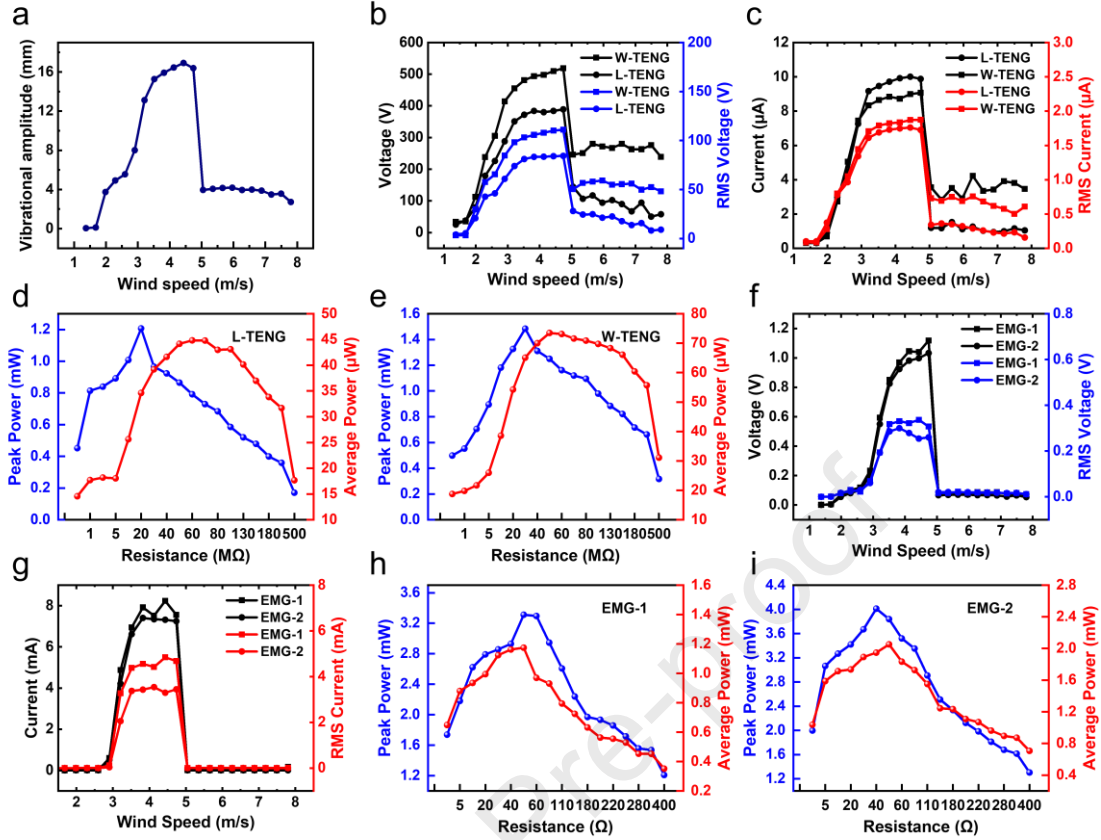 a
Vibrational amplitude (mm)
16
12
8
4
0
1 2 3 4 5 6 7 8
Wind speed (m/s)
b
Voltage (V)
600
500
400
300
200
100
0
W-TENG
L-TENG
W-TENG
L-TENG
200
150
100
50
0
RMS Voltage (V)
1 2 3 4 5 6 7 8
Wind Speed (m/s)
c
Current (μA)
12
10
8
6
4
2
0
L-TENG
W-TENG
L-TENG
W-TENG
3.0
2.5
2.0
1.5
1.0
0.5
0.0
RMS Current (μA)
1 2 3 4 5 6 7 8
Wind Speed (m/s)
d
Peak Power (mW)
1.2
1.0
0.8
0.6
0.4
0.2
0.0
L-TENG
50
45
40
35
30
25
20
15
10
Average Power (μW)
1 5 20 40 60 80 130 180 500
Resistance (MΩ)
e
Peak Power (mW)
1.6
1.4
1.2
1.0
0.8
0.6
0.4
0.2
0.0
W-TENG
80
70
60
50
40
30
20
10
Average Power (μW)
1 5 20 40 60 80 130 180 500
Resistance (MΩ)
f
Voltage (V)
1.2
1.0
0.8
0.6
0.4
0.2
0.0
EMG-1
EMG-2
EMG-1
EMG-2
0.8
0.6
0.4
0.2
0.0
RMS Voltage (V)
1 2 3 4 5 6 7 8
Wind Speed (m/s)
g
Current (mA)
8
6
4
2
0
EMG-1
EMG-2
EMG-1
EMG-2
8
6
4
2
0
RMS Current (mA)
2 3 4 5 6 7 8
Wind Speed (m/s)
h
Peak Power (mW)
3.6
3.2
2.8
2.4
2.0
1.6
1.2
EMG-1
1.6
1.4
1.2
1.0
0.8
0.6
0.4
0.2
Average Power (mW)
5 20 40 60 110 180 220 280 400
Resistance (Ω)
i
Peak Power (mW)
4.4
4.0
3.6
3.2
2.8
2.4
2.0
1.6
1.2
EMG-2
2.8
2.4
2.0
1.6
1.2
0.8
0.4
Average Power (mW)
5 20 40 60 110 180 220 280 400
Resistance (Ω)
Pre-proof